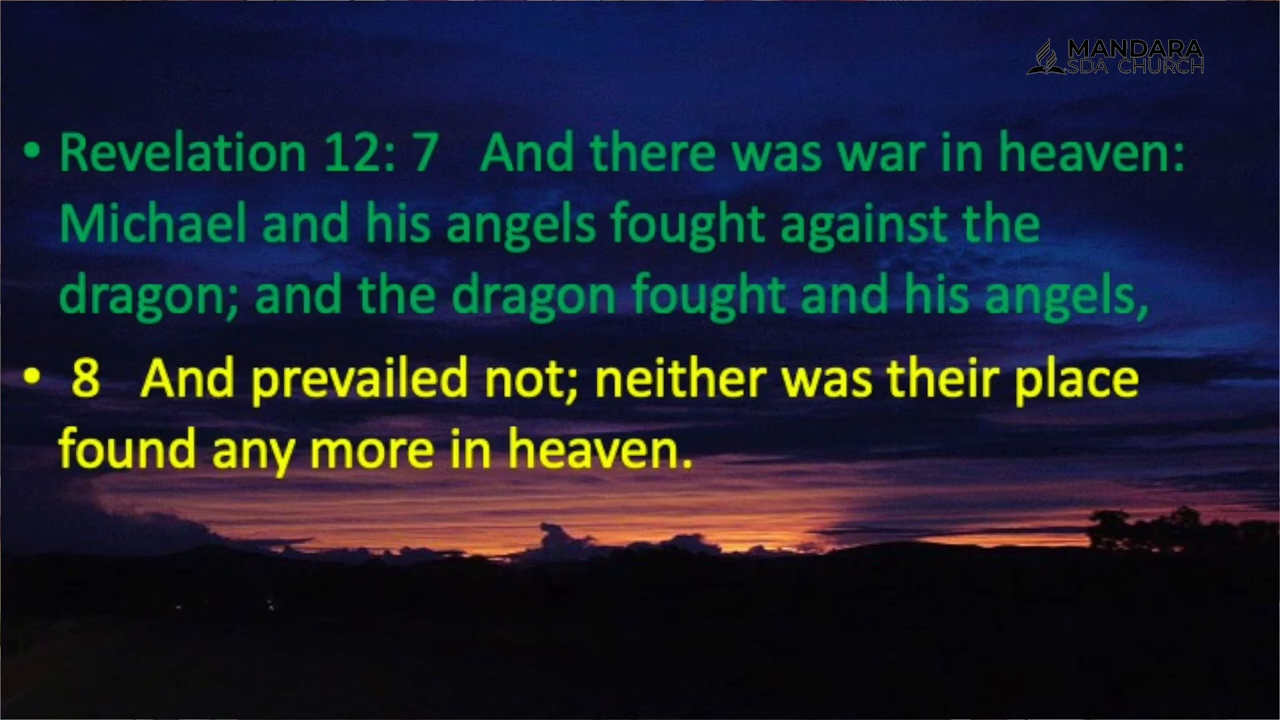 MANDARA
SDA CHURCH
• Revelation 12: 7 And there was war in heaven:
Michael and his angels fought against the
dragon; and the dragon fought and his angels,
• 8 And prevailed not; neither was their place
found any more in heaven.